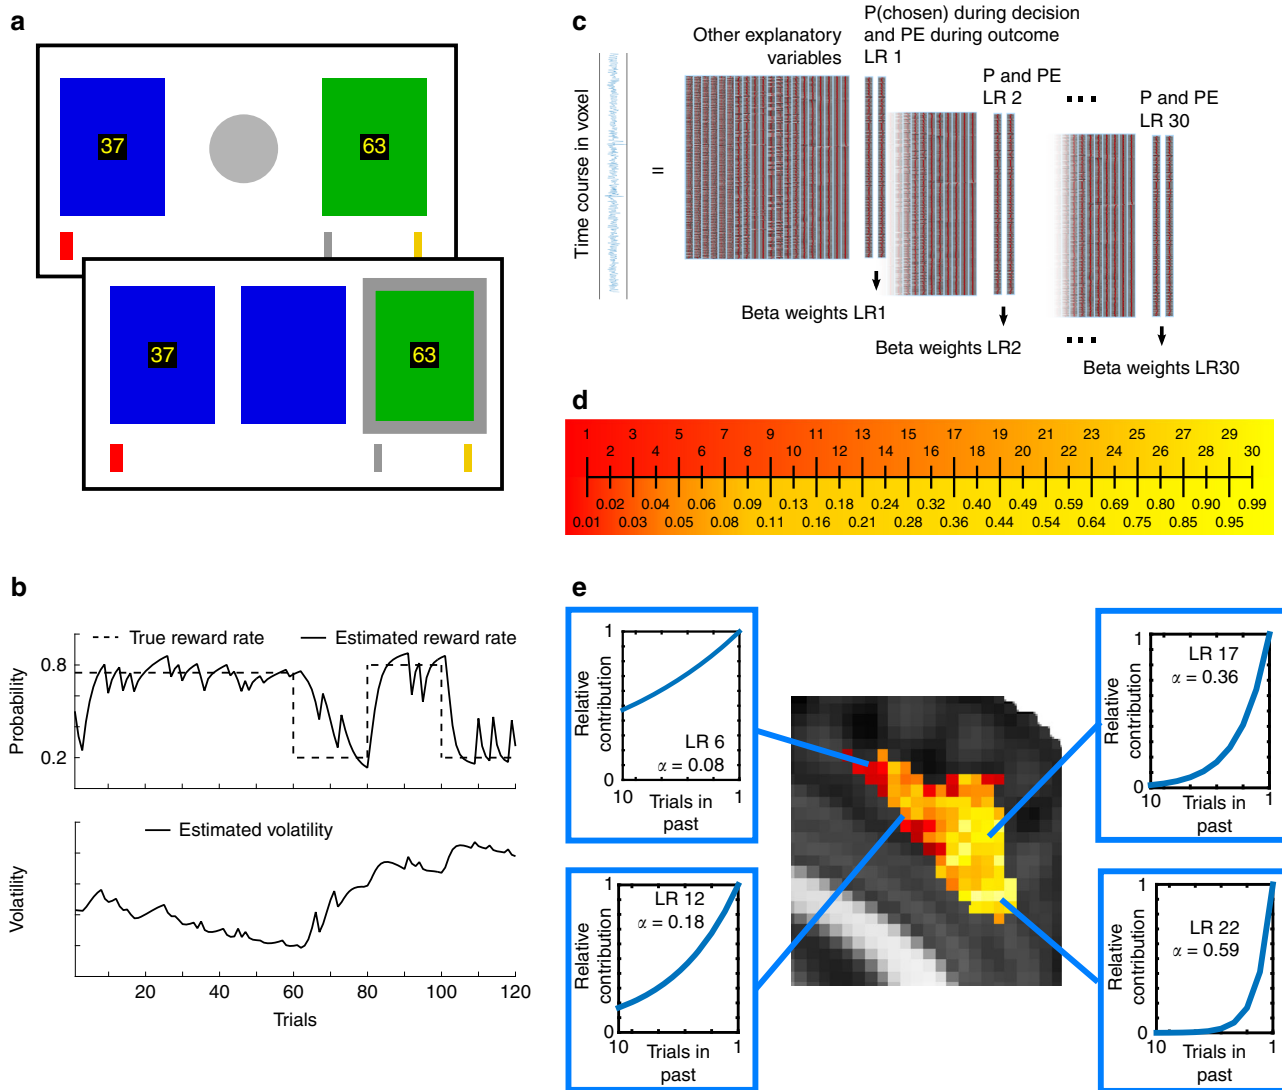 a
37
63
37
63
b
True reward rate
Estimated reward rate
0.8
0.2
Probability
Estimated volatility
Volatility
20 40 60 80 100 120
Trials
c
Time course in voxel
=
Other explanatory
variables
P(chosen) during decision
and PE during outcome
LR 1
P and PE
LR 2
P and PE
LR 30
Beta weights LR1
Beta weights LR2
Beta weights LR30
d
1 3 5 7 9 11 13 15 17 19 21 23 25 27 29
2 4 6 8 10 12 14 16 18 20 22 24 26 28 30
0.02 0.04 0.06 0.09 0.13 0.18 0.24 0.32 0.40 0.49 0.59 0.69 0.80 0.90 0.99
0.01 0.03 0.05 0.08 0.11 0.16 0.21 0.28 0.36 0.44 0.54 0.64 0.75 0.85 0.95
e
1
Relative
contribution
LR 6
α = 0.08
0
10 Trials in 1
past
1
Relative
contribution
LR 17
α = 0.36
0
10 Trials in 1
past
1
Relative
contribution
LR 12
α = 0.18
0
10 Trials in 1
past
1
Relative
contribution
LR 22
α = 0.59
0
10 Trials in 1
past